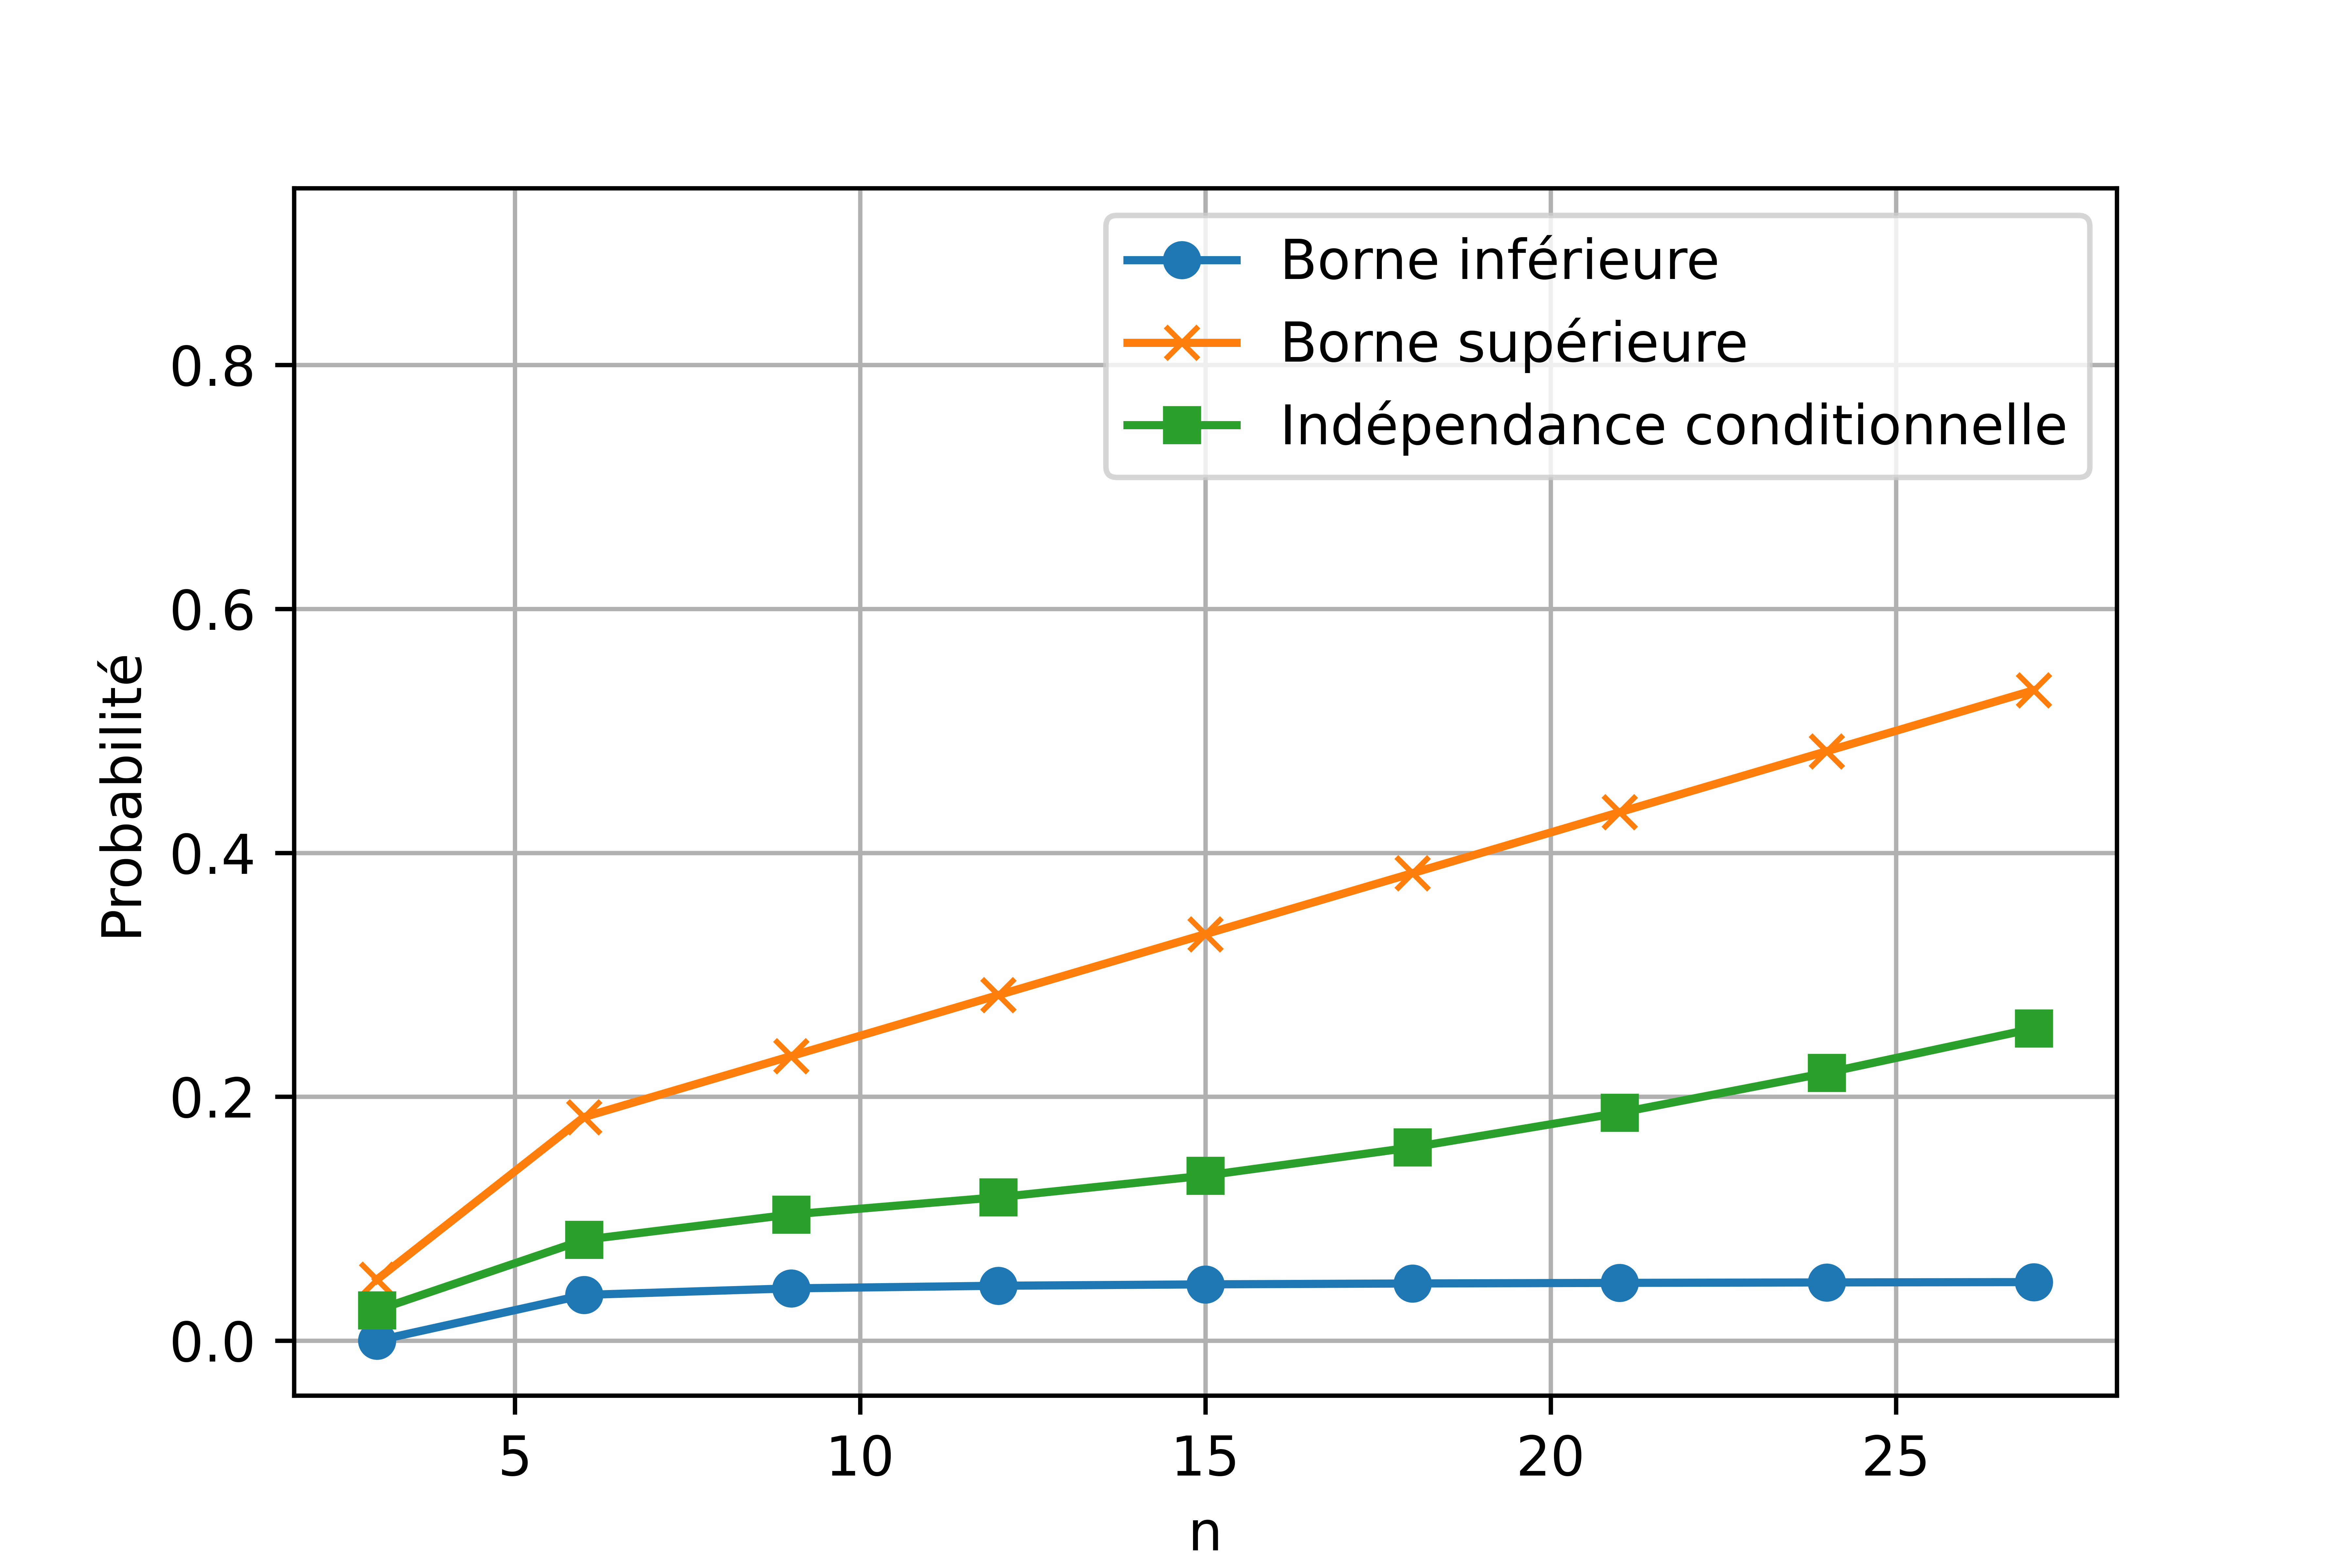 Borne inférieure
Borne supérieure
Indépendance conditionnelle
Probabilité
0.8
0.6
0.4
0.2
0.0
5 10 15 20 25
n